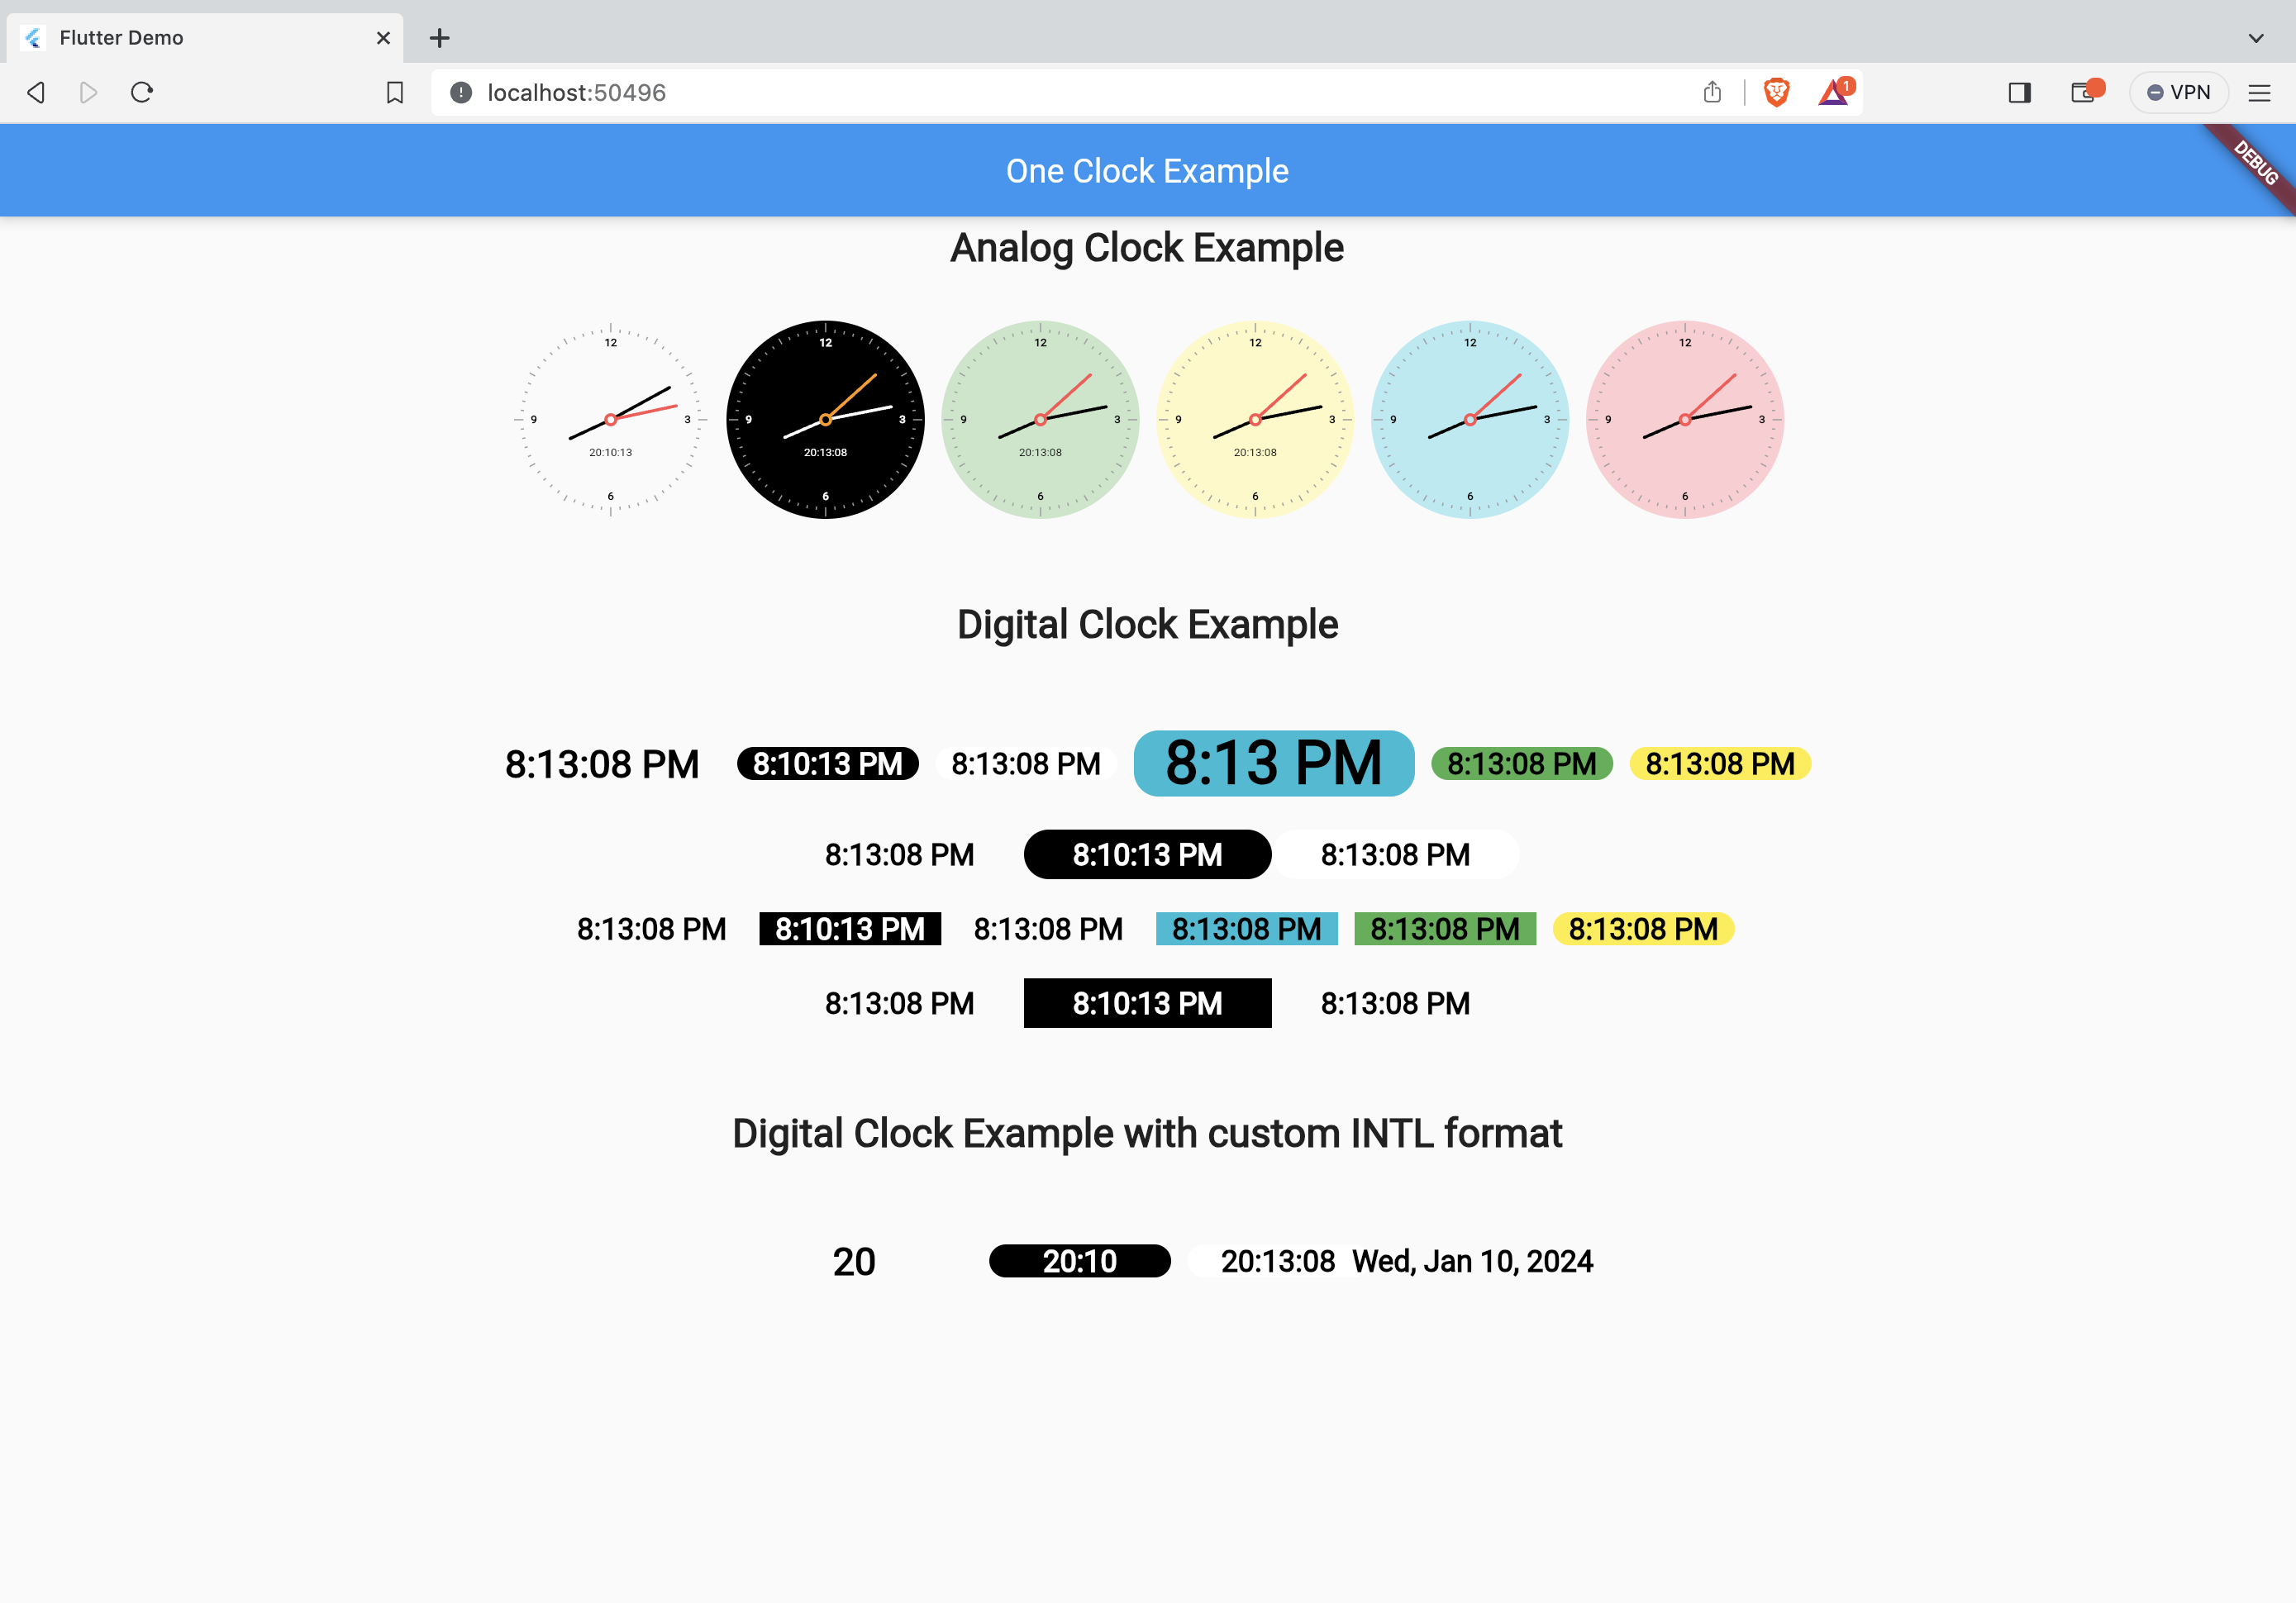 Flutter Demo
localhost:50496
1
VPN
One Clock Example
DEBUG
Analog Clock Example
12 12 12 12 12 12
9 3 9 3 9 3 9 3 9 3 9 3
20:10:13 20:13:08 20:13:08 20:13:08
6 6 6 6 6 6
Digital Clock Example
8:13:08 PM 8:10:13 PM 8:13:08 PM 8:13 PM 8:13:08 PM 8:13:08 PM
8:13:08 PM 8:10:13 PM 8:13:08 PM
8:13:08 PM 8:10:13 PM 8:13:08 PM 8:13:08 PM 8:13:08 PM 8:13:08 PM
8:13:08 PM 8:10:13 PM 8:13:08 PM
Digital Clock Example with custom INTL format
20 20:10 20:13:08 Wed, Jan 10, 2024